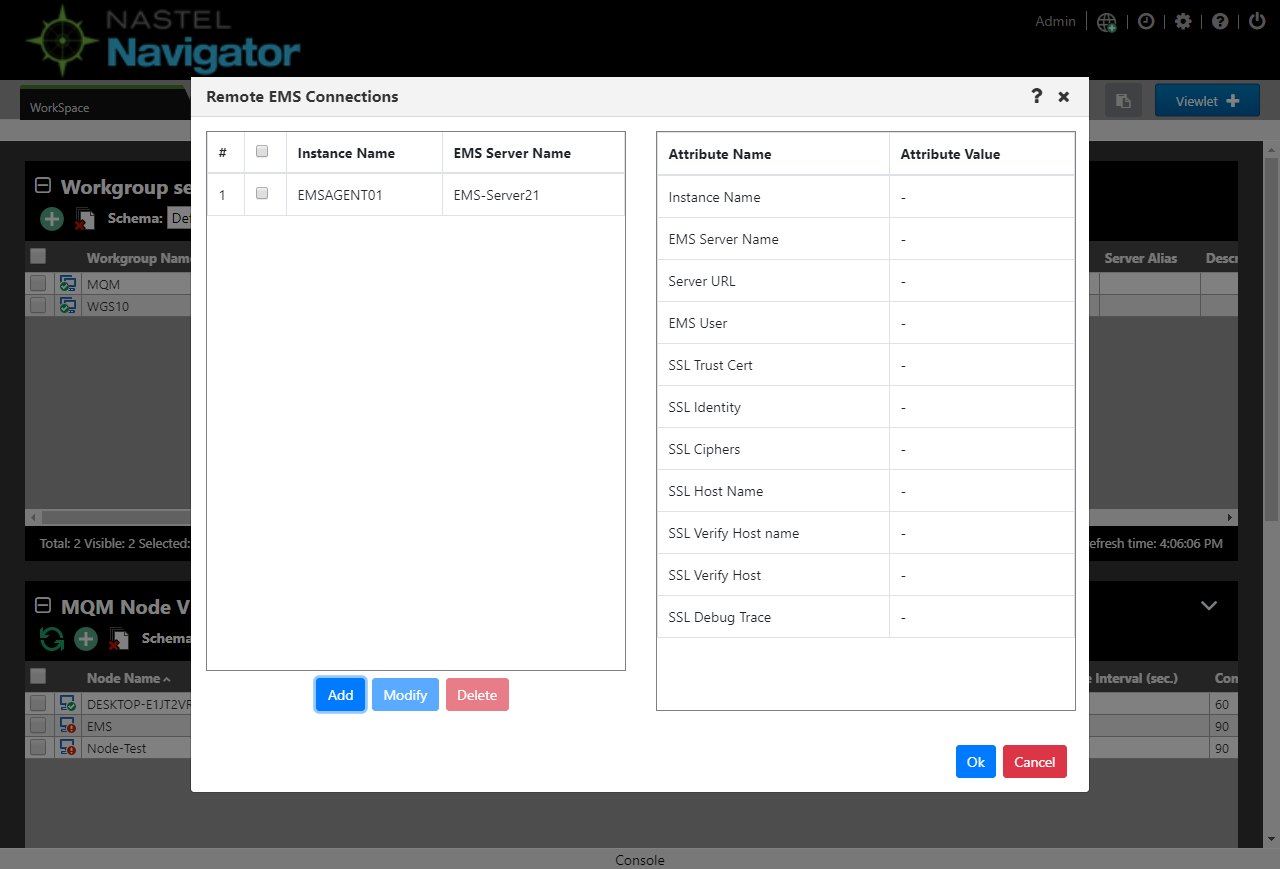 NASTEL
Navigator
Admin
WorkSpace
Viewlet
Remote EMS Connections
# Instance Name EMS Server Name
1 EMSAGENT01 EMS-Server21
Add Modify Delete
Attribute Name Attribute Value
Instance Name -
EMS Server Name -
Server URL -
EMS User -
SSL Trust Cert -
SSL Identity -
SSL Ciphers -
SSL Host Name -
SSL Verify Host name -
SSL Verify Host -
SSL Debug Trace -
Ok Cancel
Workgroup se
Schema: Def
Workgroup Nam Server Alias Descr
MQM
WGS10
Total: 2 Visible: 2 Selected: efresh time: 4:06:06 PM
MQM Node V
Schema
Node Name Interval (sec.) Con
DESKTOP-E1JT2VF 60
EMS 90
Node-Test 90
Console